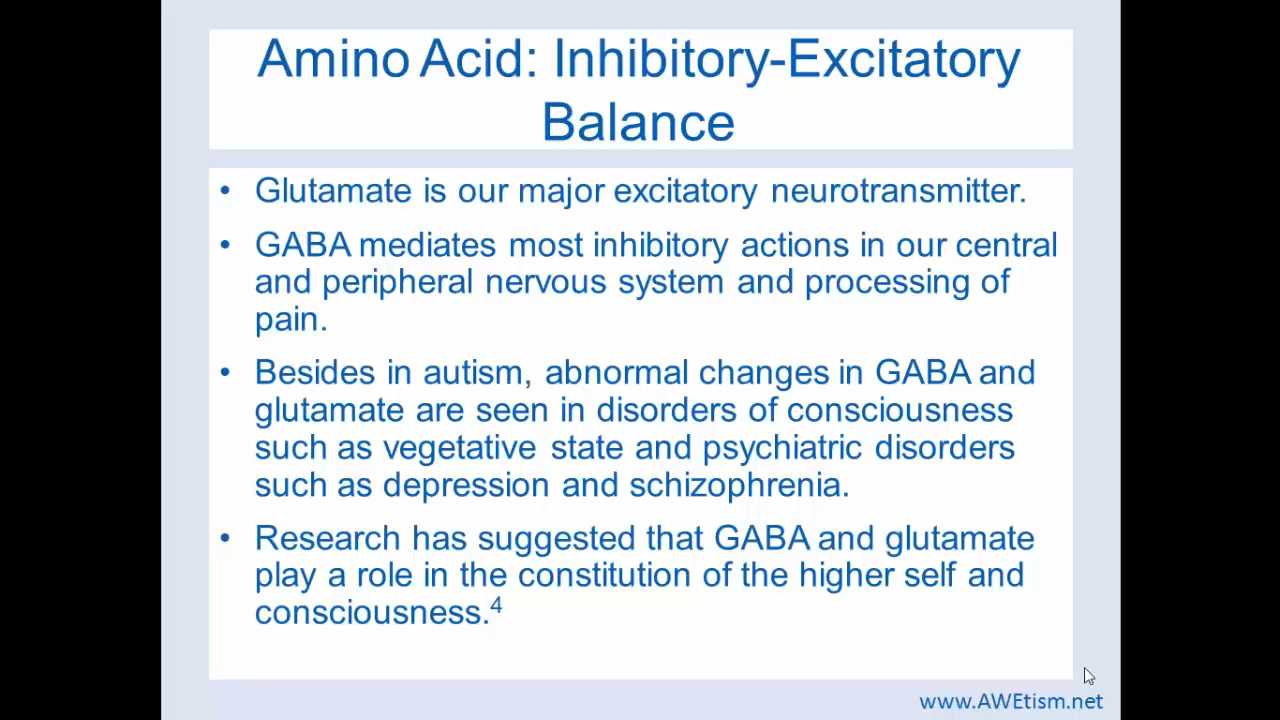 Amino Acid: Inhibitory-Excitatory
Balance
• Glutamate is our major excitatory neurotransmitter.
• GABA mediates most inhibitory actions in our central
and peripheral nervous system and processing of
pain.
• Besides in autism, abnormal changes in GABA and
glutamate are seen in disorders of consciousness
such as vegetative state and psychiatric disorders
such as depression and schizophrenia.
• Research has suggested that GABA and glutamate
play a role in the constitution of the higher self and
consciousness.⁴
www.AWEtism.net